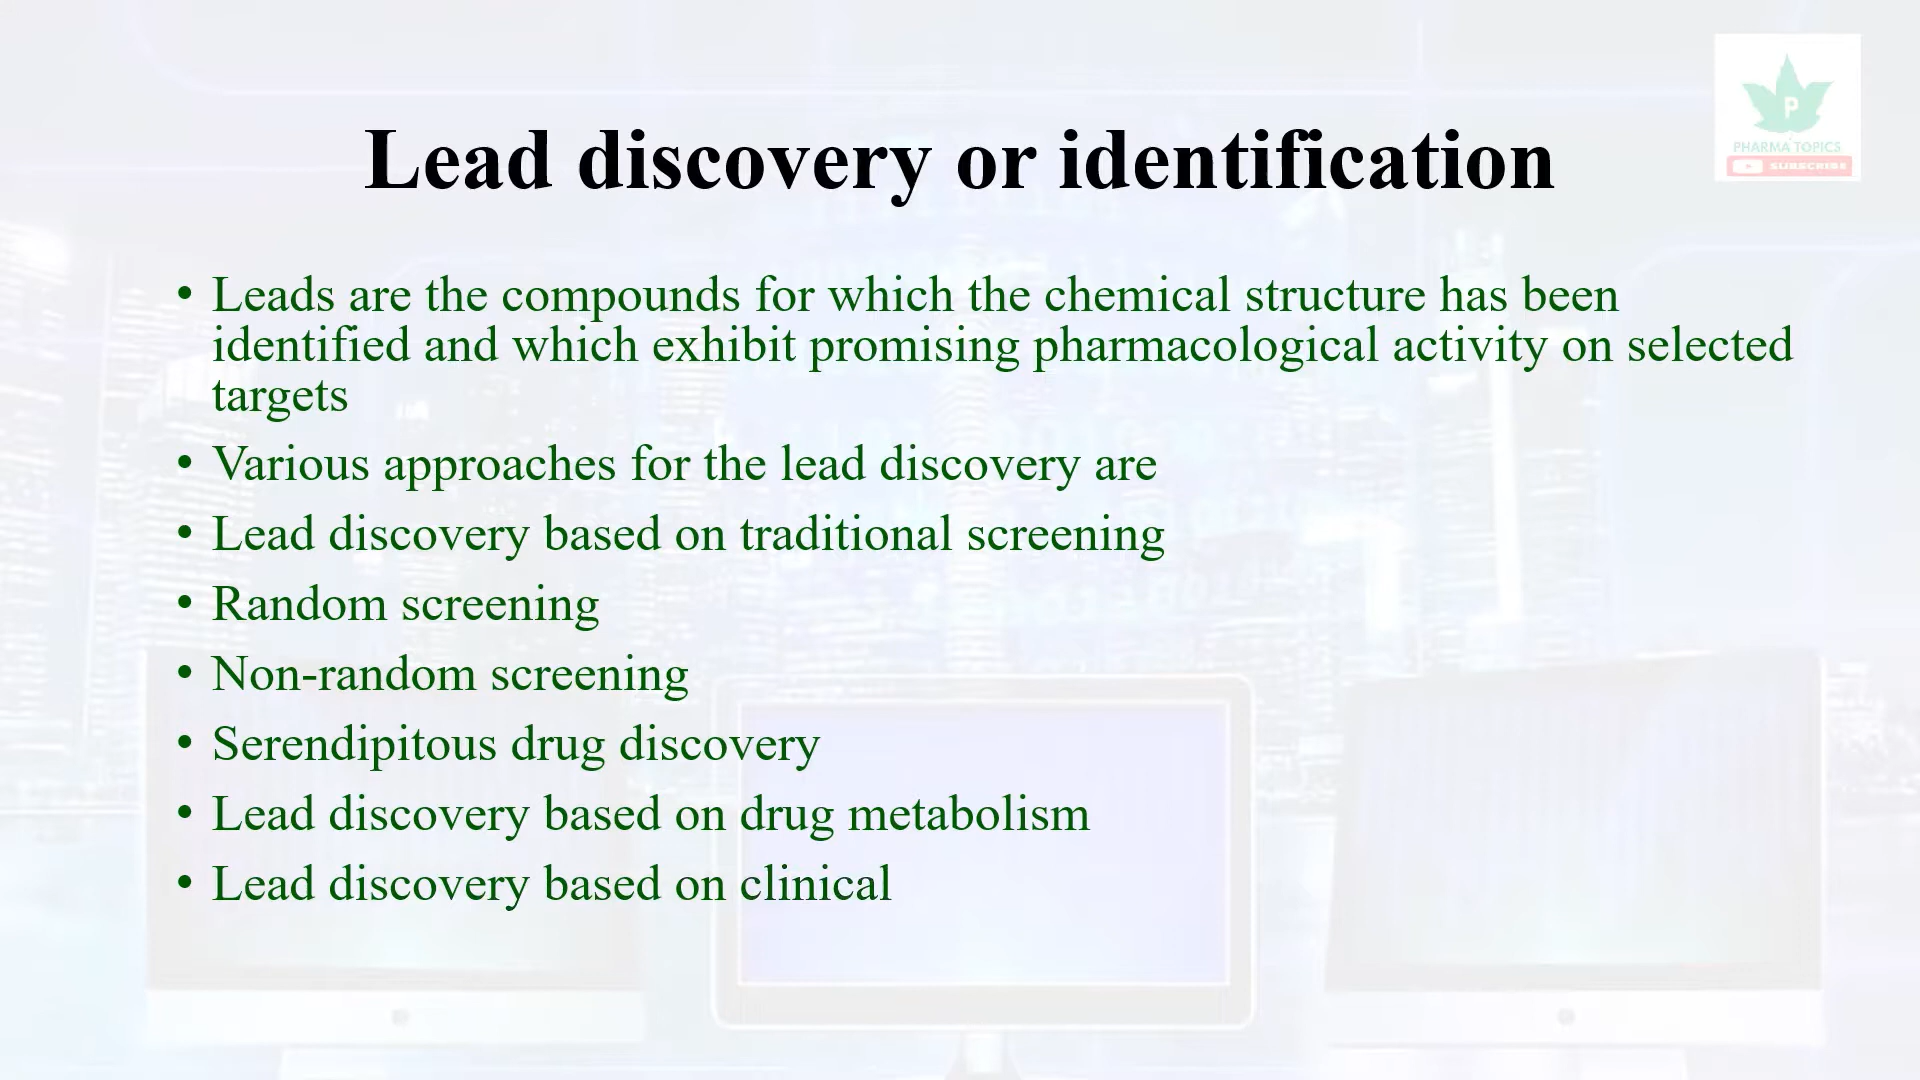 P
PHARMA TOPICS
SUBSCRIBE
Lead discovery or identification
• Leads are the compounds for which the chemical structure has been
identified and which exhibit promising pharmacological activity on selected
targets
• Various approaches for the lead discovery are
• Lead discovery based on traditional screening
• Random screening
• Non-random screening
• Serendipitous drug discovery
• Lead discovery based on drug metabolism
• Lead discovery based on clinical